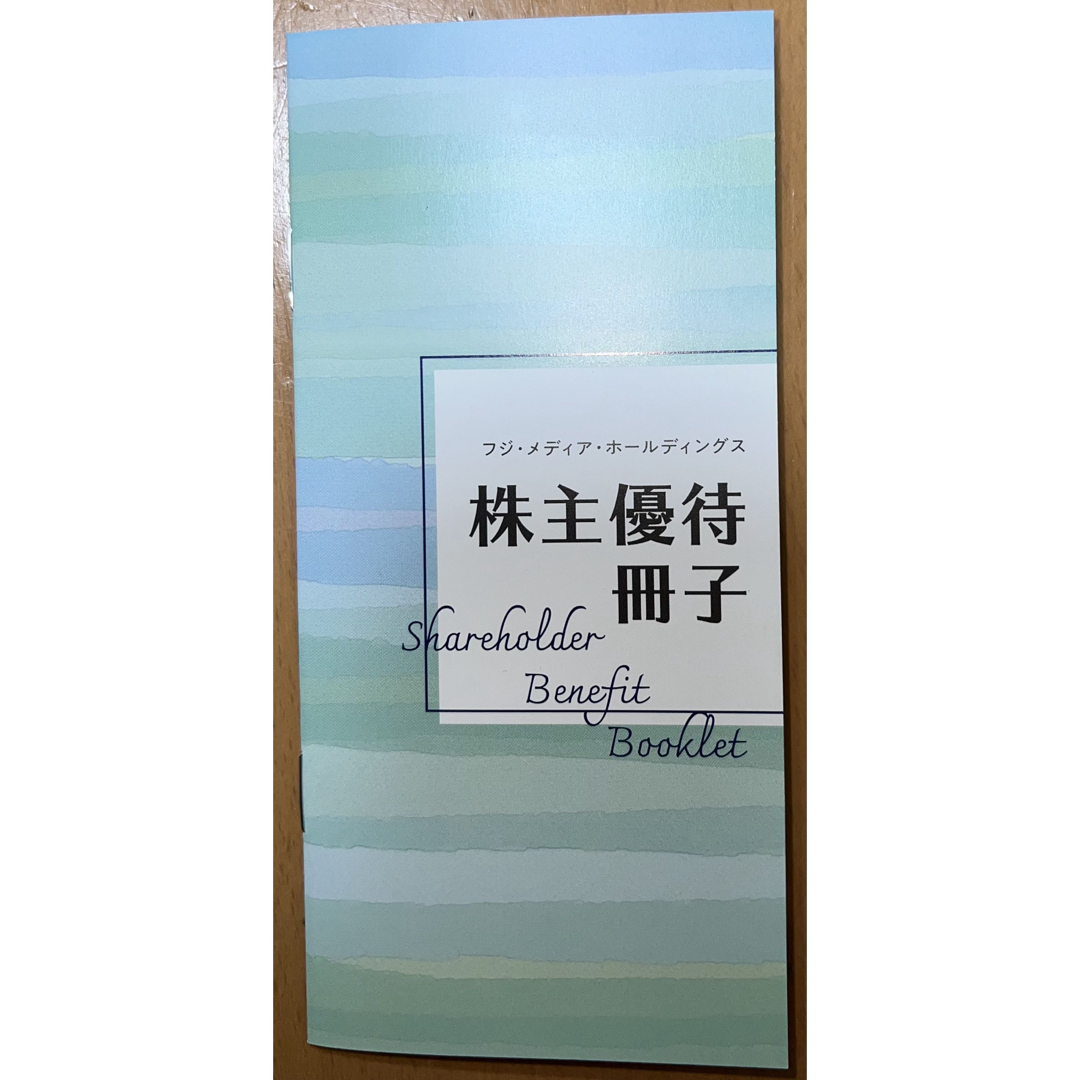 フジ・メディア・ホールディングス
株主優待
冊子
Shareholder
Benefit
Booklet